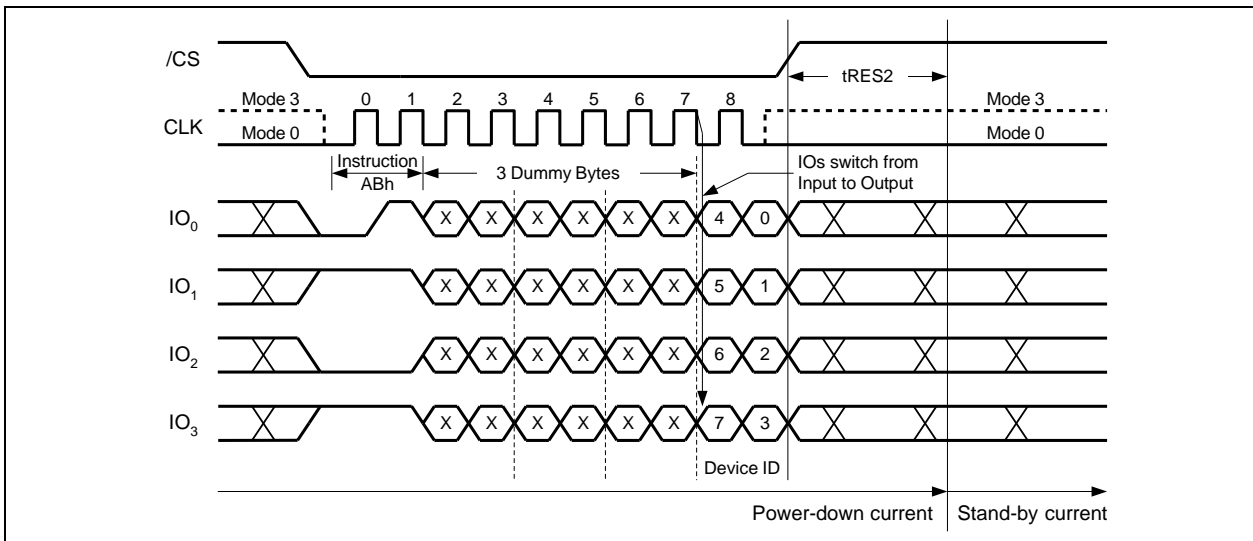 /CS
tRES2
Mode 3 0 1 2 3 4 5 6 7 8 Mode 3
CLK
Mode 0 Mode 0
Instruction
ABh
3 Dummy Bytes
IOs switch from
Input to Output
IO0 X X X X X X 4 0
IO1 X X X X X X 5 1
IO2 X X X X X X 6 2
IO3 X X X X X X 7 3
Device ID
Power-down current Stand-by current